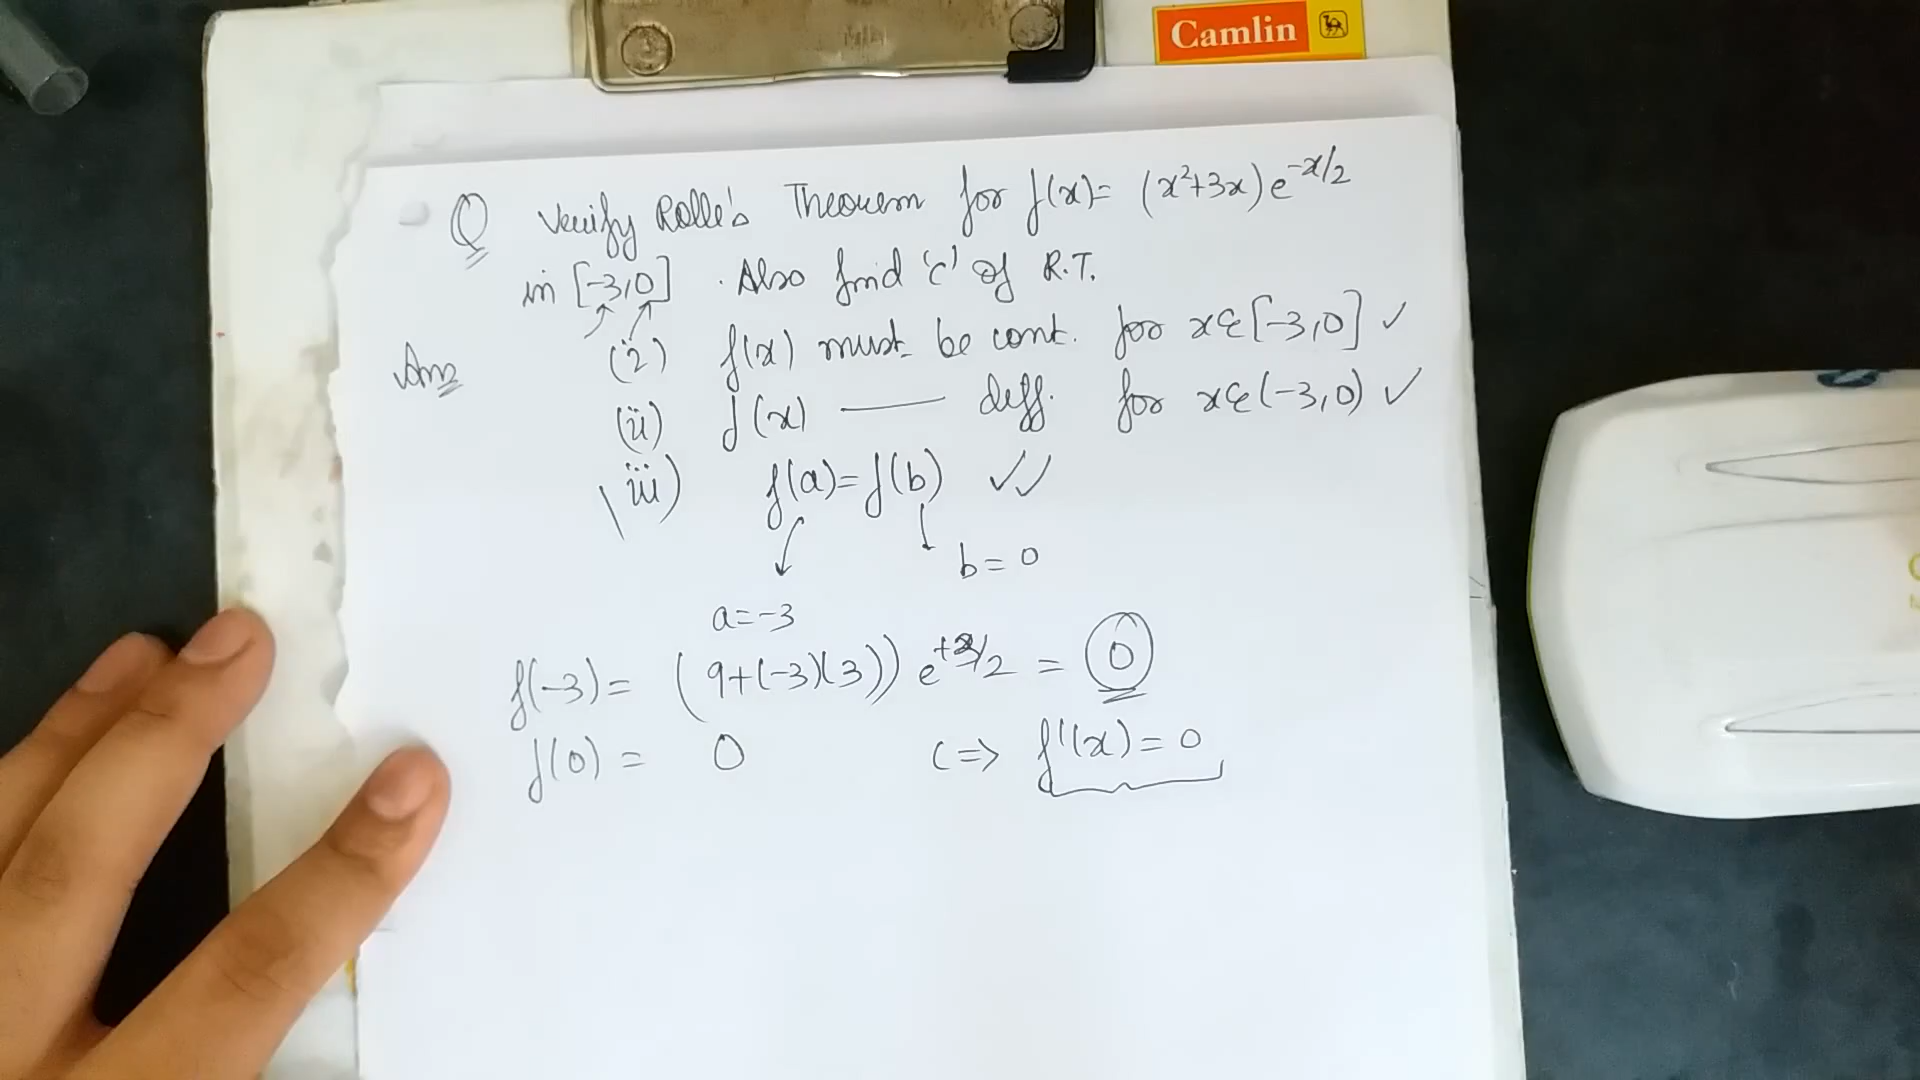 Camlin
Q Verify Rolle's Theorem for f(x)= (x²+3x)e^-x/2
in [-3,0] . Also find 'c' of R.T.
Ans (i) f(x) must be cont. for x∈[-3,0] ✓
(ii) f(x) —— diff. for x∈(-3,0) ✓
(iii) f(a)=f(b) ✓✓
b=0
a=-3
f(-3)= (9+(-3)(3)) e^+3/2 = 0
f(0) = 0 c => f'(x)=0